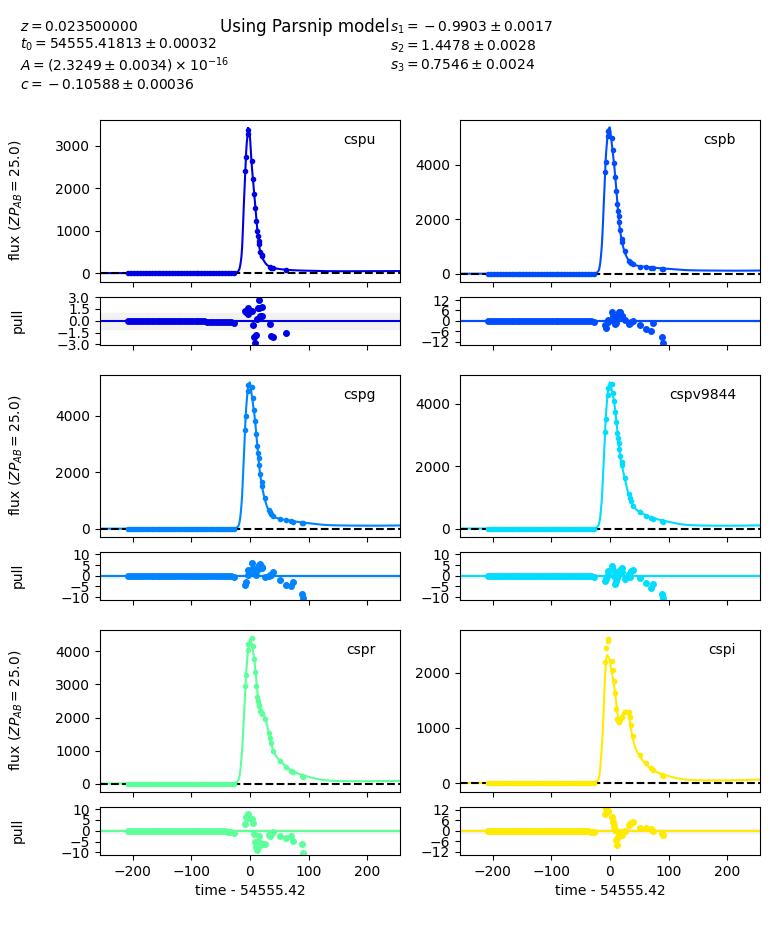 Using Parsnip model
z = 0.023500000
t₀ = 54555.41813 ± 0.00032
A = (2.3249 ± 0.0034) × 10⁻¹⁶
c = −0.10588 ± 0.00036
s₁ = −0.9903 ± 0.0017
s₂ = 1.4478 ± 0.0028
s₃ = 0.7546 ± 0.0024
flux (ZP_AB = 25.0)
3000
2000
1000
0
cspu
4000
2000
0
cspb
pull
3.0
1.5
0.0
−1.5
−3.0
12
6
0
−6
−12
flux (ZP_AB = 25.0)
4000
2000
0
cspg
4000
2000
0
cspv9844
pull
10
5
0
−5
−10
10
5
0
−5
−10
flux (ZP_AB = 25.0)
4000
3000
2000
1000
0
cspr
2000
1000
0
cspi
pull
10
5
0
−5
−10
12
6
0
−6
−12
−200 −100 0 100 200
−200 −100 0 100 200
time - 54555.42
time - 54555.42